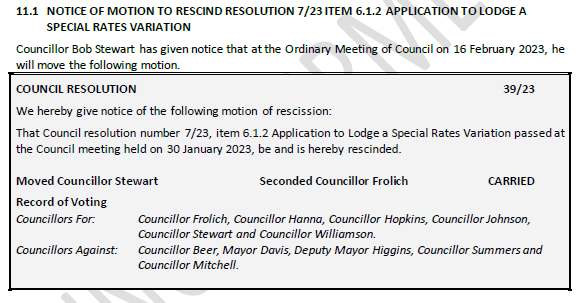 11.1 NOTICE OF MOTION TO RESCIND RESOLUTION 7/23 ITEM 6.1.2 APPLICATION TO LODGE A
SPECIAL RATES VARIATION
Councillor Bob Stewart has given notice that at the Ordinary Meeting of Council on 16 February 2023, he
will move the following motion.
COUNCIL RESOLUTION 39/23
We hereby give notice of the following motion of rescission:
That Council resolution number 7/23, item 6.1.2 Application to Lodge a Special Rates Variation passed at
the Council meeting held on 30 January 2023, be and is hereby rescinded.
Moved Councillor Stewart Seconded Councillor Frolich CARRIED
Record of Voting
Councillors For: Councillor Frolich, Councillor Hanna, Councillor Hopkins, Councillor Johnson,
Councillor Stewart and Councillor Williamson.
Councillors Against: Councillor Beer, Mayor Davis, Deputy Mayor Higgins, Councillor Summers and
Councillor Mitchell.